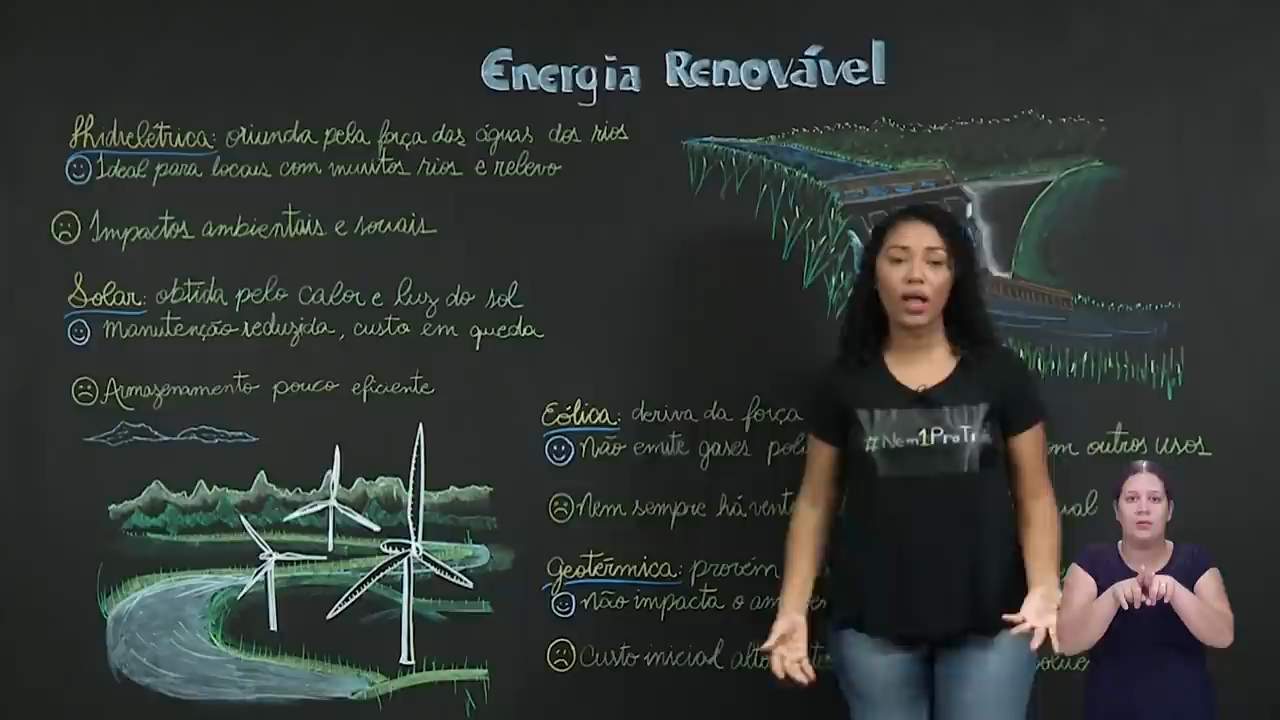 Energia Renovável
Hidrelétrica: oriunda pela força das águas dos rios
Ideal para locais com muitos rios e relevo
Impactos ambientais e sociais
Solar: obtida pelo calor e luz do sol
Manutenção reduzida, custo em queda
Armazenamento pouco eficiente
Eólica: deriva da força
Não emite gases om outros usos
Nem sempre há
Geotérmica: provém
Não impacta o
Custo inicial alto
#Nem1Pra